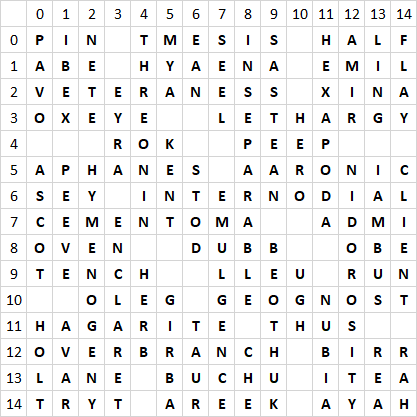 0 1 2 3 4 5 6 7 8 9 10 11 12 13 14
0 P I N T M E S I S H A L F
1 A B E H Y A E N A E M I L
2 V E T E R A N E S S X I N A
3 O X E Y E L E T H A R G Y
4 R O K P E E P
5 A P H A N E S A A R O N I C
6 S E Y I N T E R N O D I A L
7 C E M E N T O M A A D M I
8 O V E N D U B B O B E
9 T E N C H L L E U R U N
10 O L E G G E O G N O S T
11 H A G A R I T E T H U S
12 O V E R B R A N C H B I R R
13 L A N E B U C H U I T E A
14 T R Y T A R E E K A Y A H